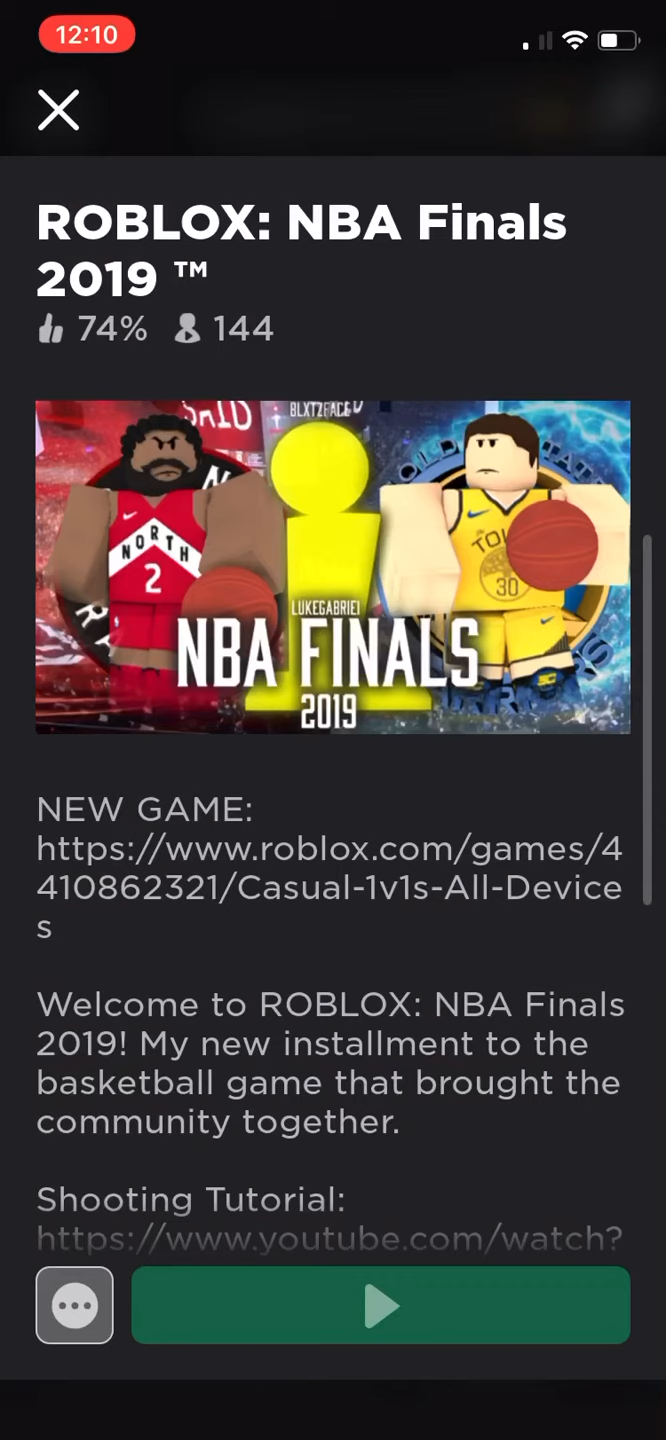 12:10
ROBLOX: NBA Finals
2019 ™
74% 144
BLXTZFACE
NORTH
2
30
LUKEGABRIEL
NBA FINALS
2019
NEW GAME:
https://www.roblox.com/games/4
410862321/Casual-1v1s-All-Device
s
Welcome to ROBLOX: NBA Finals
2019! My new installment to the
basketball game that brought the
community together.
Shooting Tutorial:
https://www.youtube.com/watch?